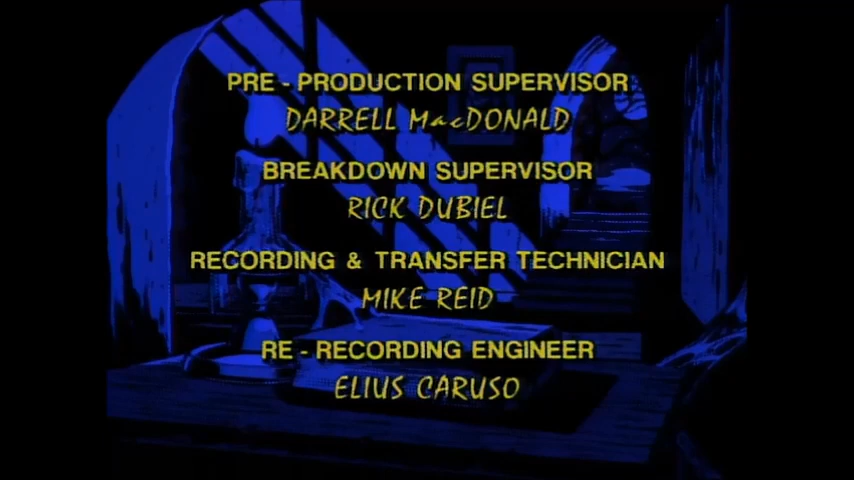 PRE - PRODUCTION SUPERVISOR
DARRELL MacDONALD
BREAKDOWN SUPERVISOR
RICK DUBIEL
RECORDING & TRANSFER TECHNICIAN
MIKE REID
RE - RECORDING ENGINEER
ELIUS CARUSO